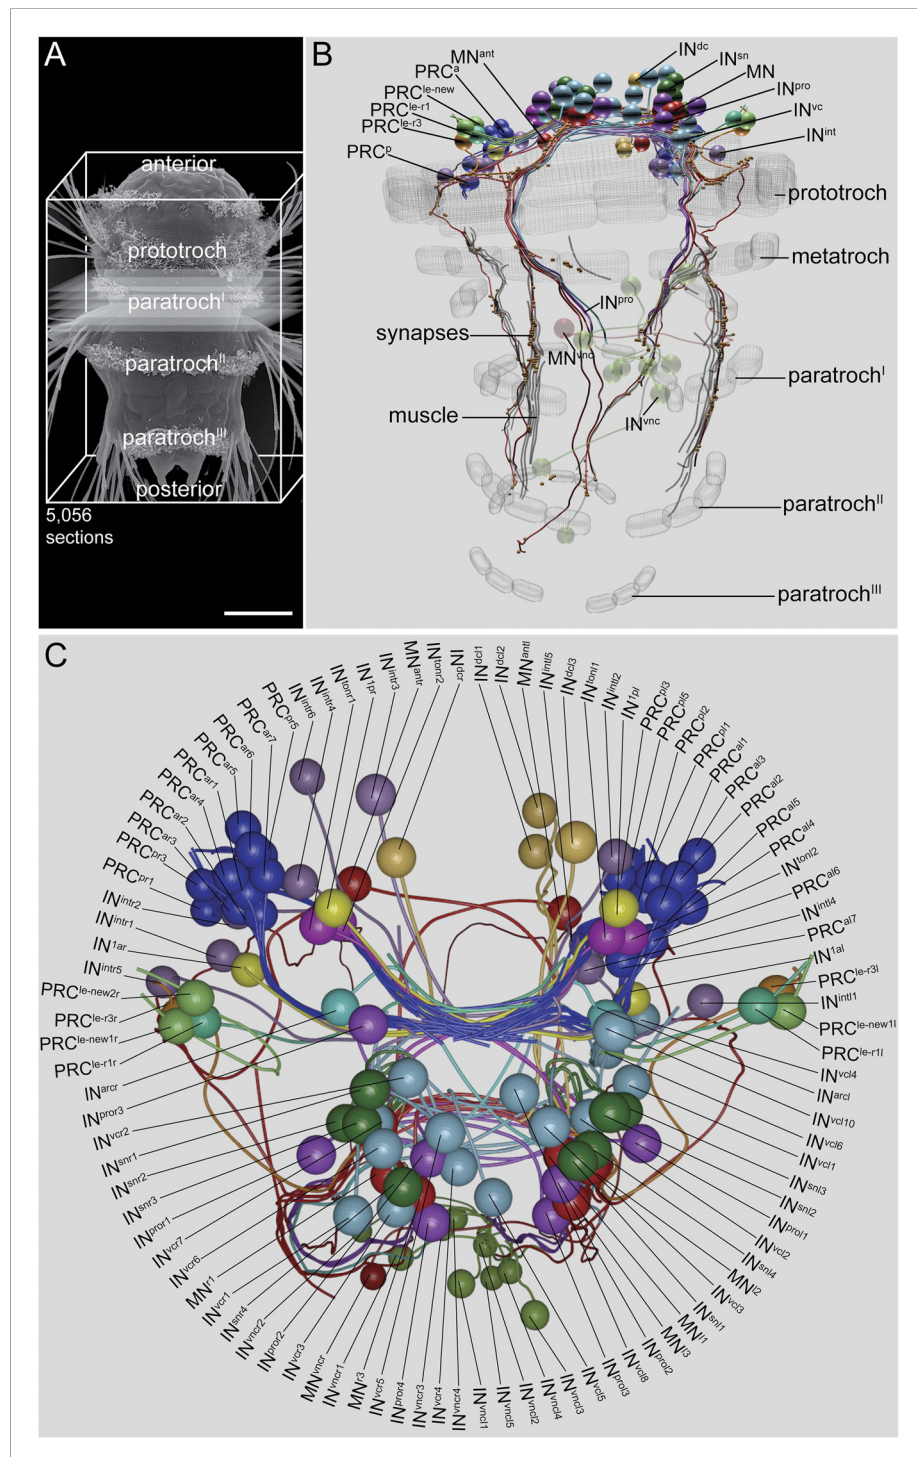 A
anterior
prototroch
paratroch^I
paratroch^II
paratroch^III
posterior
5,056
sections
B
MN^ant
PRC^a
PRC^le-new
PRC^le-r1
PRC^le-r3
PRC^p
IN^dc
IN^sn
MN
IN^pro
IN^vc
IN^int
prototroch
metatroch
IN^pro
synapses
MN^vnc
paratroch^I
muscle
IN^vnc
paratroch^II
paratroch^III
C
IN^dcr1
IN^tonr2
MN^antr
IN^intr3
IN^1pr
IN^tonr1
IN^intr4
IN^intr6
PRC^pr5
PRC^ar7
PRC^ar6
PRC^ar5
PRC^ar1
PRC^ar4
PRC^ar2
PRC^ar3
PRC^pr3
PRC^pr1
IN^intr2
IN^intr1
IN^1ar
IN^intr5
PRC^le-new2r
PRC^le-r3r
PRC^le-new1r
PRC^le-r1r
IN^arcr
IN^pror3
IN^vcr2
IN^snr1
IN^snr2
IN^snr3
IN^pror1
IN^vcr7
IN^vcr6
MN^r1
IN^vcr1
IN^snr4
IN^vncr2
IN^pror2
IN^vcr3
MN^vncr
IN^vncr1
MN^r3
IN^vcr5
IN^pror4
IN^vncr3
IN^vcr4
IN^vncr4
IN^dcl1
IN^dcl2
MN^antl
IN^intl5
IN^dcl3
IN^tonl1
IN^intl2
IN^1pl
PRC^pl3
PRC^pl5
PRC^pl2
PRC^pl1
PRC^al1
PRC^al3
PRC^al2
PRC^al5
PRC^al4
IN^tonl2
PRC^al6
IN^intl4
PRC^al7
IN^1al
PRC^le-r3l
IN^intl1
PRC^le-new1l
PRC^le-r1l
IN^vcl4
IN^arcl
IN^vcl10
IN^vcl6
IN^vcl1
IN^snl3
IN^snl2
IN^prol1
IN^vcl2
IN^snl4
MN^l2
IN^vcl3
IN^snl1
MN^l1
MN^l3
IN^prol2
IN^vcl8
IN^prol3
IN^vcl5
IN^vncl3
IN^vncl4
IN^vncl2
IN^vncl5
IN^vncl1